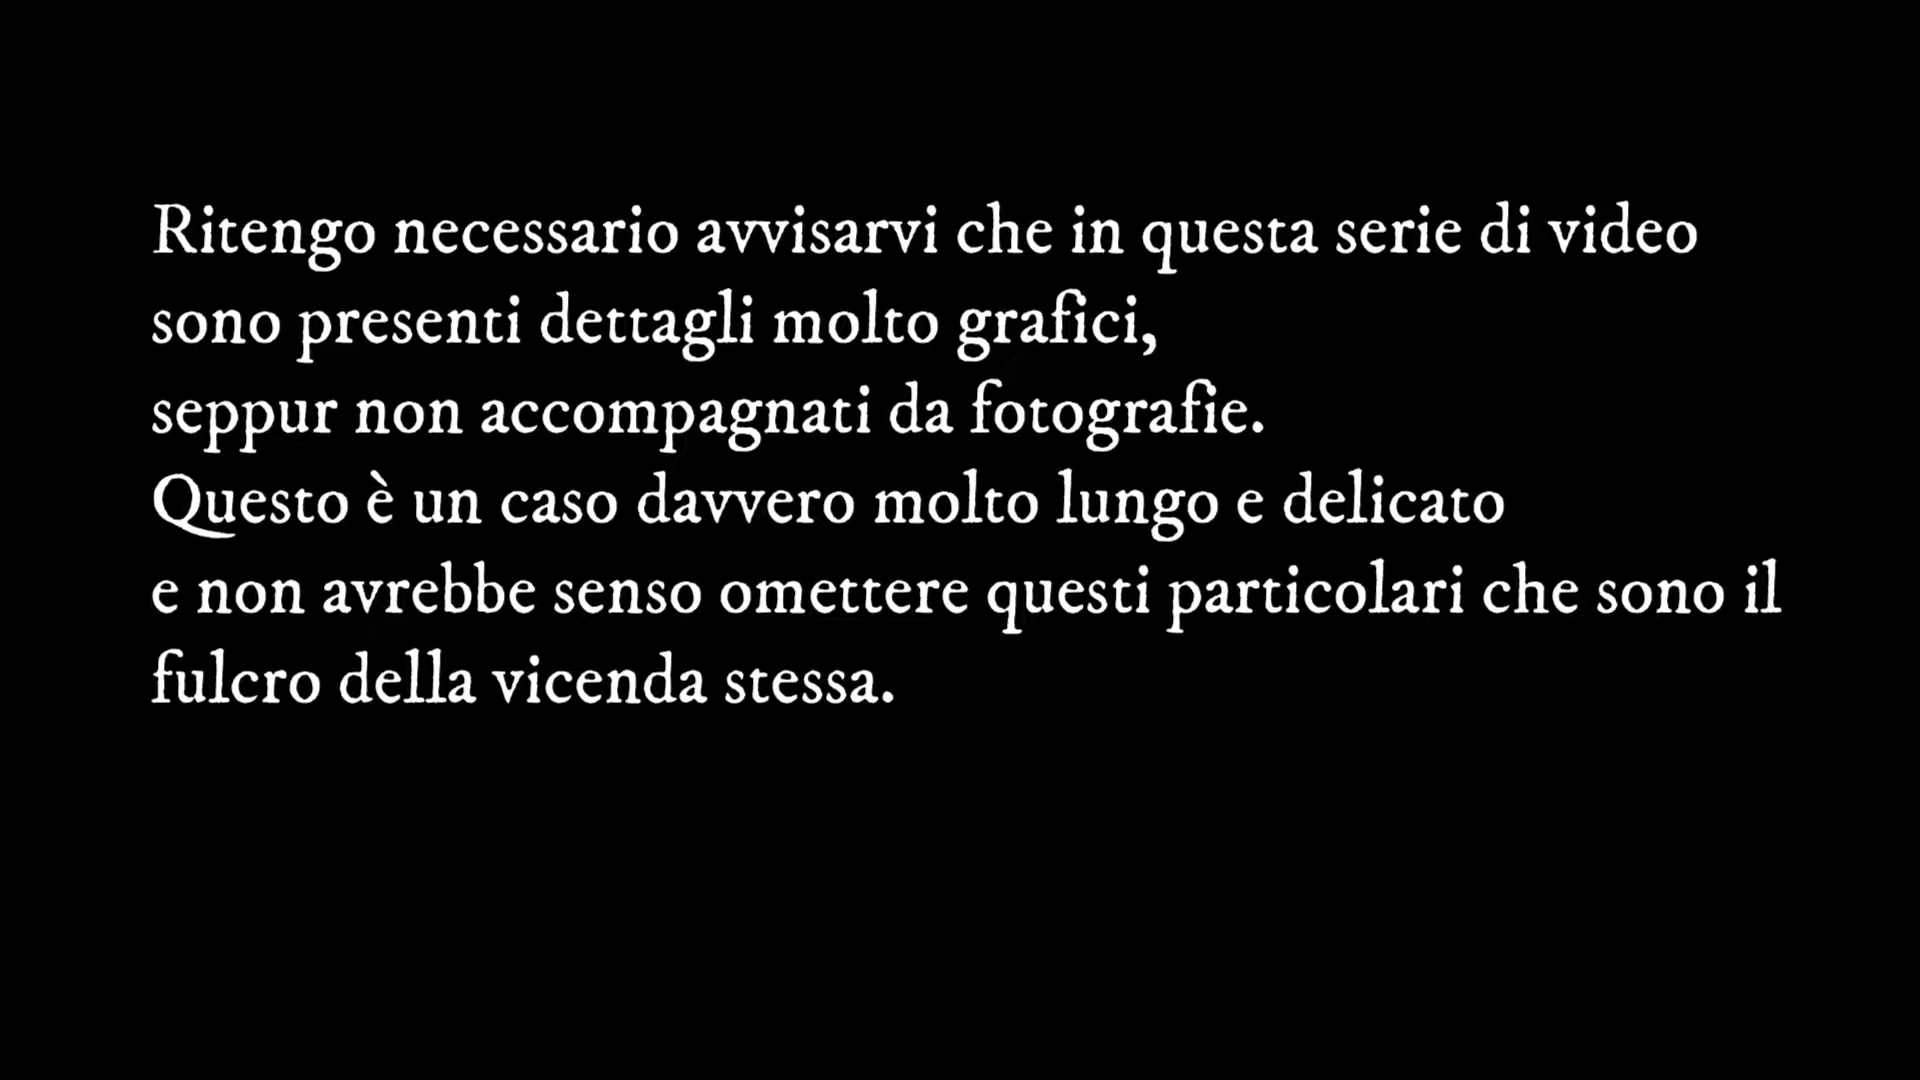 Ritengo necessario avvisarvi che in questa serie di video
sono presenti dettagli molto grafici,
seppur non accompagnati da fotografie.
Questo è un caso davvero molto lungo e delicato
e non avrebbe senso omettere questi particolari che sono il
fulcro della vicenda stessa.